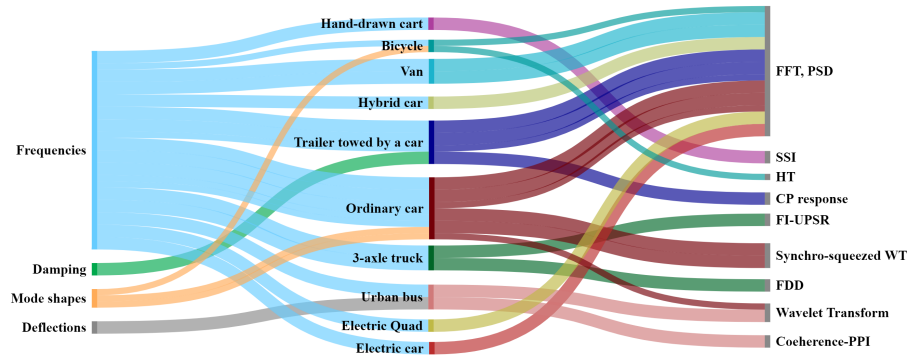 Frequencies
Damping
Mode shapes
Deflections
Hand-drawn cart
Bicycle
Van
Hybrid car
Trailer towed by a car
Ordinary car
3-axle truck
Urban bus
Electric Quad
Electric car
FFT, PSD
SSI
HT
CP response
FI-UPSR
Synchro-squeezed WT
FDD
Wavelet Transform
Coeherence-PPI